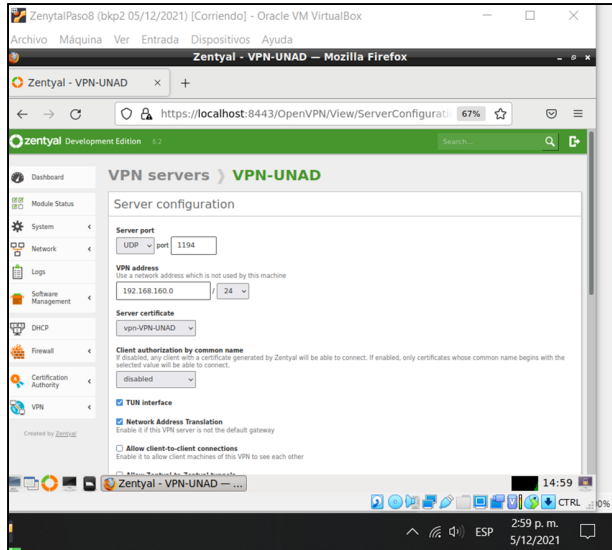 ZenytalPaso8 (bkp2 05/12/2021) [Corriendo] - Oracle VM VirtualBox
Archivo Máquina Ver Entrada Dispositivos Ayuda
Zentyal - VPN-UNAD — Mozilla Firefox
Zentyal - VPN-UNAD × +
https://localhost:8443/OpenVPN/View/ServerConfigurati 67%
zentyal Development Edition 6.2 Search...
Dashboard
Module Status
System
Network
Logs
Software
Management
DHCP
Firewall
Certification
Authority
VPN
Created by Zentyal
VPN servers VPN-UNAD
Server configuration
Server port
UDP port 1194
VPN address
Use a network address which is not used by this machine
192.168.160.0 / 24
Server certificate
vpn-VPN-UNAD
Client authorization by common name
If disabled, any client with a certificate generated by Zentyal will be able to connect. If enabled, only certificates whose common name begins with the
selected value will be able to connect.
disabled
TUN interface
Network Address Translation
Enable it if this VPN server is not the default gateway
Allow client-to-client connections
Enable it to allow client machines of this VPN to see each other
Allow Zentyal-to-Zentyal tunnels
Zentyal - VPN-UNAD — ... 14:59
CTRL
0%
ESP 2:59 p. m.
5/12/2021